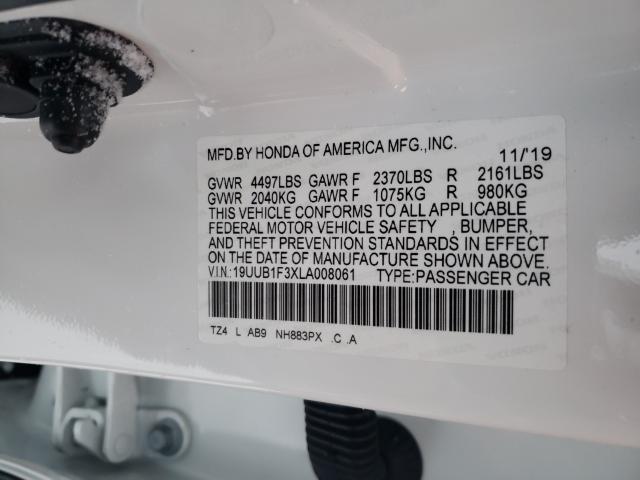 MFD.BY HONDA OF AMERICA MFG.,INC. 11/'19
GVWR 4497LBS GAWR F 2370LBS R 2161LBS
GVWR 2040KG GAWR F 1075KG R 980KG
THIS VEHICLE CONFORMS TO ALL APPLICABLE
FEDERAL MOTOR VEHICLE SAFETY , BUMPER,
AND THEFT PREVENTION STANDARDS IN EFFECT
ON THE DATE OF MANUFACTURE SHOWN ABOVE.
V.I.N:19UUB1F3XLA008061 TYPE:PASSENGER CAR
TZ4 L AB9 NH883PX .C .A